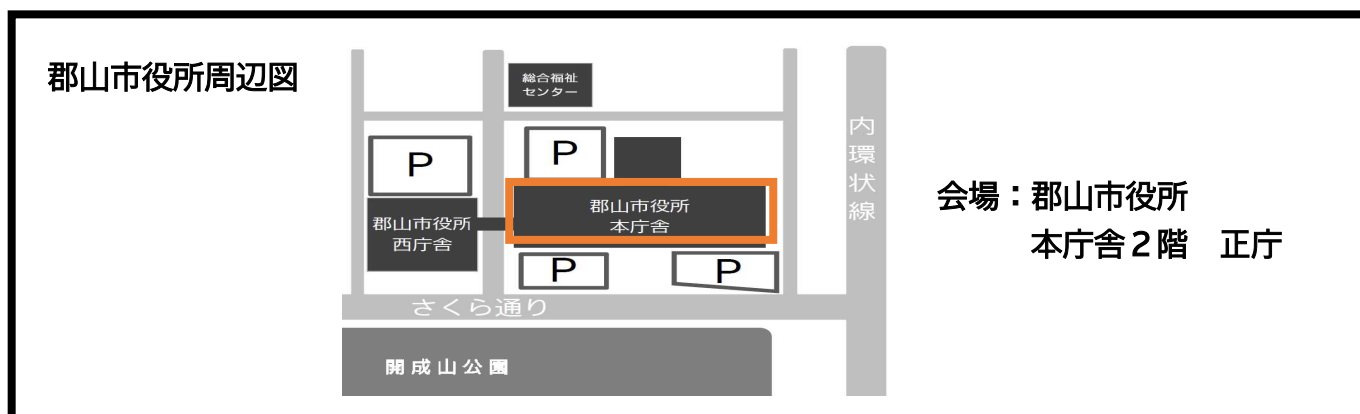 郡山市役所周辺図
総合福祉
センター
P
P
内環状線
郡山市役所
本庁舎
郡山市役所
西庁舎
P
P
さくら通り
開成山公園
会場：郡山市役所
本庁舎２階　正庁